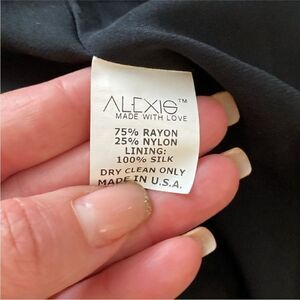 ALEXIS™
MADE WITH LOVE
75% RAYON
25% NYLON
LINING:
100% SILK
DRY CLEAN ONLY
MADE IN U.S.A.